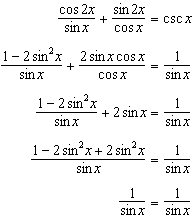 cos 2x / sin x + sin 2x / cos x = csc x
1 − 2 sin²x / sin x + 2 sin x cos x / cos x = 1 / sin x
1 − 2 sin²x / sin x + 2 sin x = 1 / sin x
1 − 2 sin²x + 2 sin²x / sin x = 1 / sin x
1 / sin x = 1 / sin x